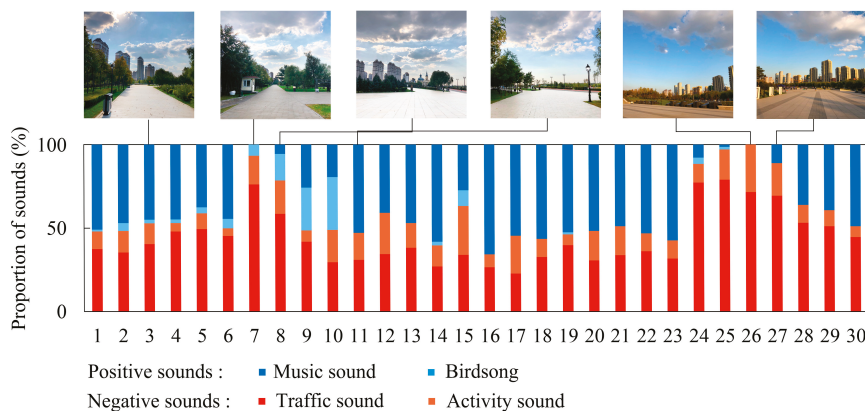 Proportion of sounds (%)
100
50
0
1 2 3 4 5 6 7 8 9 10 11 12 13 14 15 16 17 18 19 20 21 22 23 24 25 26 27 28 29 30
Positive sounds : Music sound Birdsong
Negative sounds : Traffic sound Activity sound